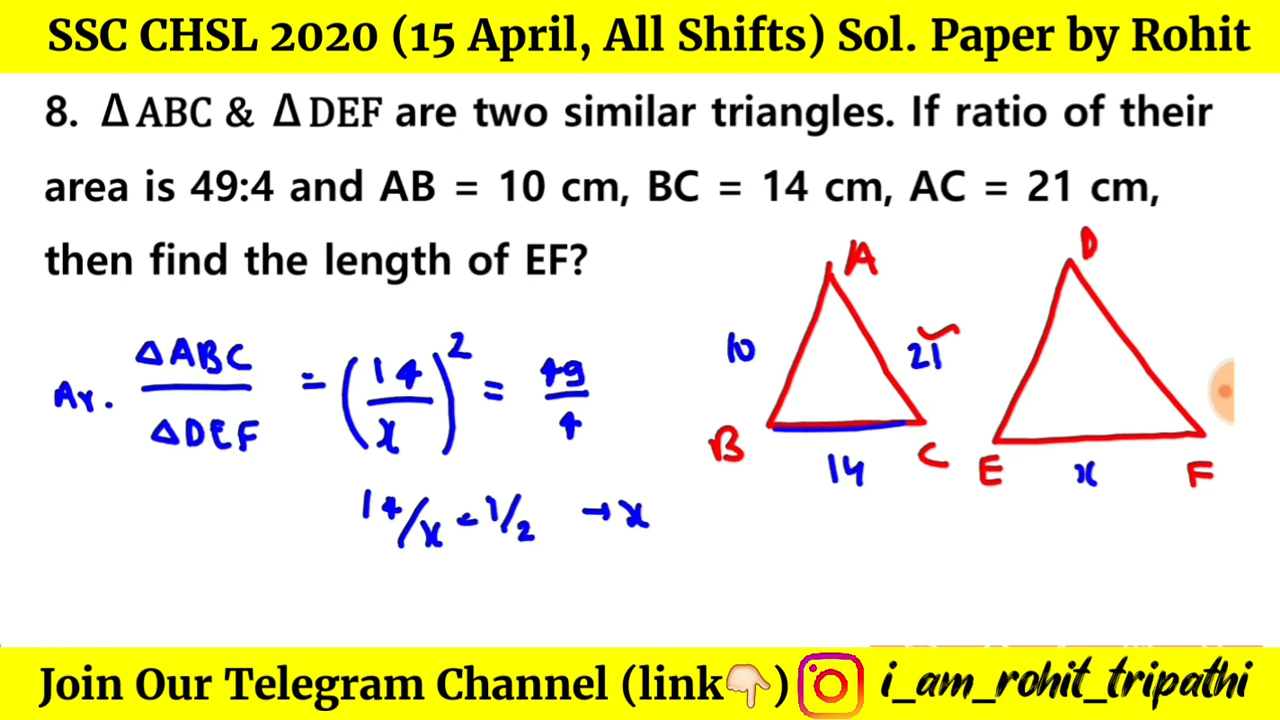 SSC CHSL 2020 (15 April, All Shifts) Sol. Paper by Rohit
8. ΔABC & ΔDEF are two similar triangles. If ratio of their
area is 49:4 and AB = 10 cm, BC = 14 cm, AC = 21 cm,
then find the length of EF?
A
D
10
21
Ar. ΔABC/ΔDEF = (14/x)² = 49/4
B
14
C
E
x
F
14/x = 7/2 → x
Join Our Telegram Channel (link👇🏻) i_am_rohit_tripathi